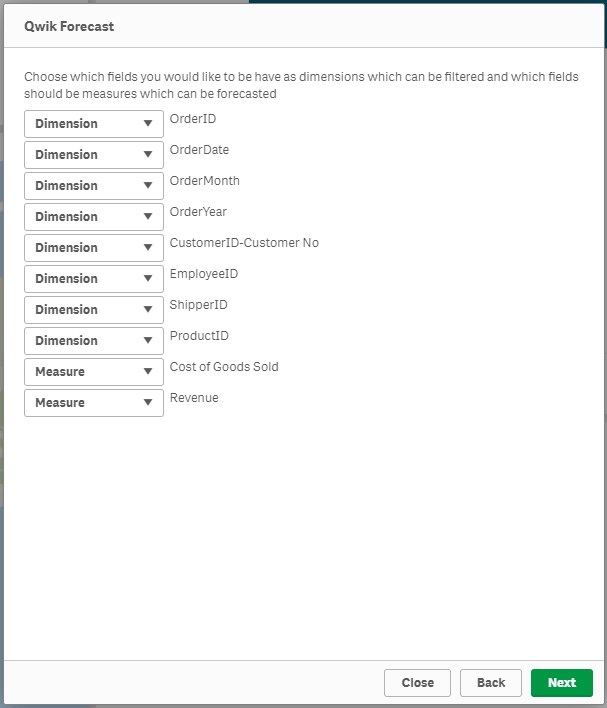 Qwik Forecast
Choose which fields you would like to be have as dimensions which can be filtered and which fields
should be measures which can be forecasted
Dimension OrderID
Dimension OrderDate
Dimension OrderMonth
Dimension OrderYear
Dimension CustomerID-Customer No
Dimension EmployeeID
Dimension ShipperID
Dimension ProductID
Measure Cost of Goods Sold
Measure Revenue
Close Back Next